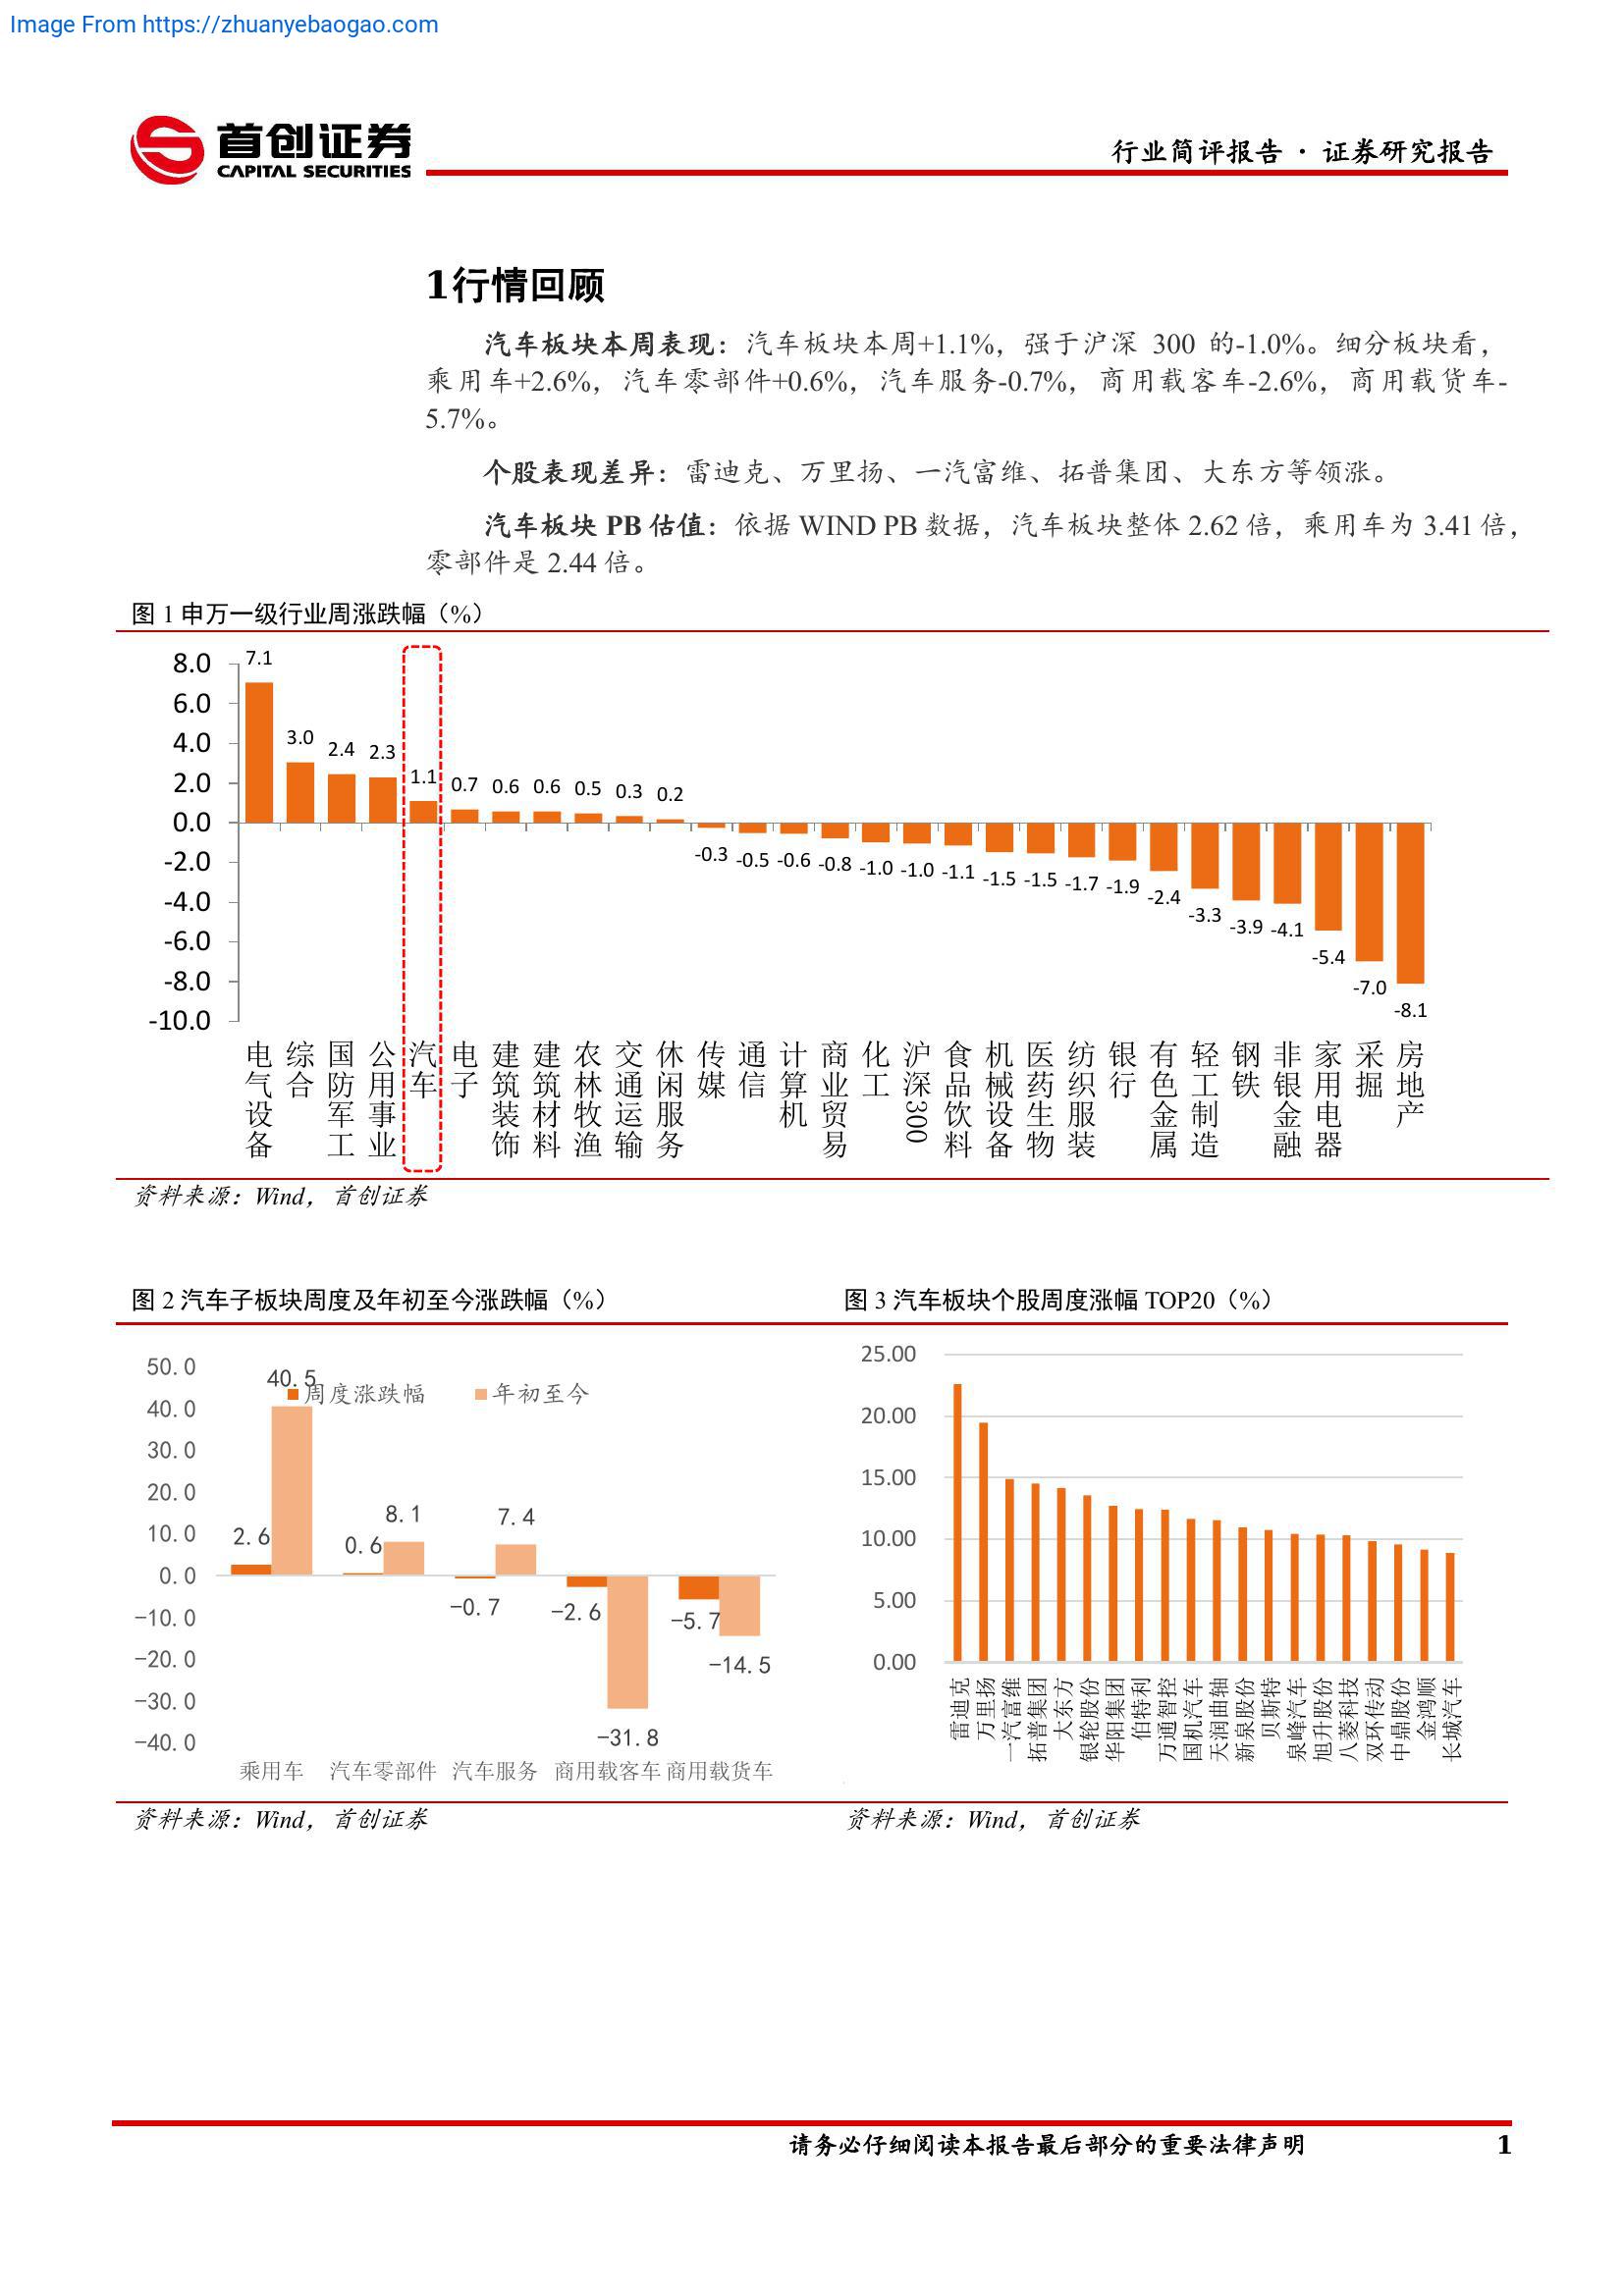 Image From https://zhuanyebaogao.com
首创证券
CAPITAL SECURITIES
行业简评报告 · 证券研究报告
1行情回顾
汽车板块本周表现：汽车板块本周+1.1%，强于沪深 300 的-1.0%。细分板块看，
乘用车+2.6%，汽车零部件+0.6%，汽车服务-0.7%，商用载客车-2.6%，商用载货车-
5.7%。
个股表现差异：雷迪克、万里扬、一汽富维、拓普集团、大东方等领涨。
汽车板块 PB 估值：依据 WIND PB 数据，汽车板块整体 2.62 倍，乘用车为 3.41 倍，
零部件是 2.44 倍。
图 1 申万一级行业周涨跌幅（%）
8.0
6.0
4.0
2.0
0.0
-2.0
-4.0
-6.0
-8.0
-10.0
7.1 3.0 2.4 2.3 1.1 0.7 0.6 0.6 0.5 0.3 0.2 -0.3 -0.5 -0.6 -0.8 -1.0 -1.0 -1.1 -1.5 -1.5 -1.7 -1.9 -2.4 -3.3 -3.9 -4.1 -5.4 -7.0 -8.1
电气设备
综合
国防军工
公用事业
汽车
电子
建筑装饰
建筑材料
农林牧渔
交通运输
休闲服务
传媒
通信
计算机
商业贸易
化工
沪深300
食品饮料
机械设备
医药生物
纺织服装
银行
有色金属
轻工制造
钢铁
非银金融
家用电器
采掘
房地产
资料来源：Wind，首创证券
图 2 汽车子板块周度及年初至今涨跌幅（%）
50.0
40.0
30.0
20.0
10.0
0.0
-10.0
-20.0
-30.0
-40.0
周度涨跌幅 年初至今
2.6 40.5 0.6 8.1 -0.7 7.4 -2.6 -31.8 -5.7 -14.5
乘用车 汽车零部件 汽车服务 商用载客车 商用载货车
资料来源：Wind，首创证券
图 3 汽车板块个股周度涨幅 TOP20（%）
25.00
20.00
15.00
10.00
5.00
0.00
雷迪克
万里扬
一汽富维
拓普集团
大东方
银轮股份
华阳集团
伯特利
万通智控
国机汽车
天润曲轴
新泉股份
贝斯特
泉峰汽车
旭升股份
八菱科技
双环传动
中鼎股份
金鸿顺
长城汽车
资料来源：Wind，首创证券
请务必仔细阅读本报告最后部分的重要法律声明 1